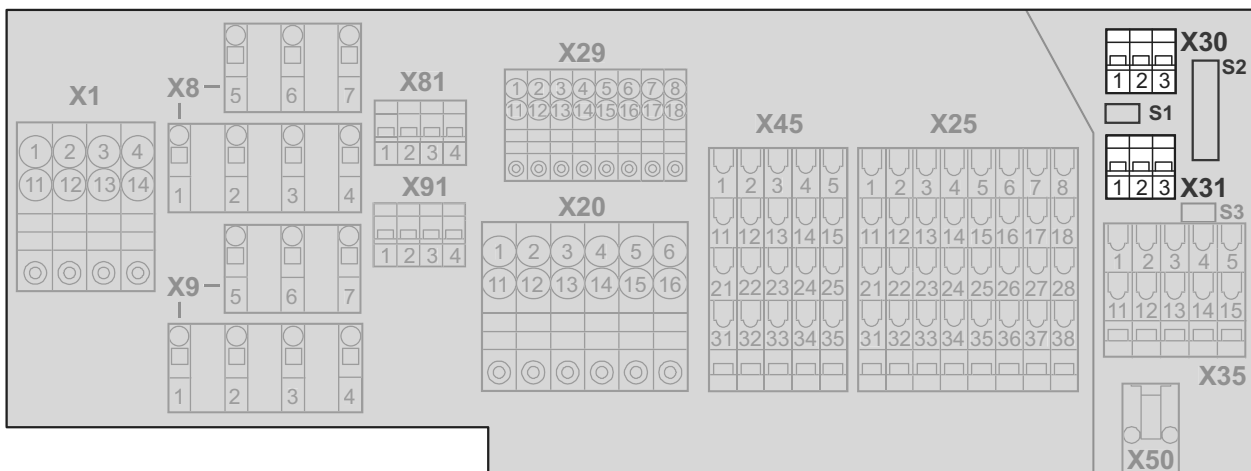 X1
1 2 3 4
11 12 13 14
X8
5 6 7
1 2 3 4
X9
5 6 7
1 2 3 4
X81
1 2 3 4
X91
1 2 3 4
X29
1 2 3 4 5 6 7 8
11 12 13 14 15 16 17 18
X20
1 2 3 4 5 6
11 12 13 14 15 16
X45
1 2 3 4 5
11 12 13 14 15
21 22 23 24 25
31 32 33 34 35
X25
1 2 3 4 5 6 7 8
11 12 13 14 15 16 17 18
21 22 23 24 25 26 27 28
31 32 33 34 35 36 37 38
X30
1 2 3
S2
S1
1 2 3
X31
S3
1 2 3 4 5
11 12 13 14 15
X35
X50